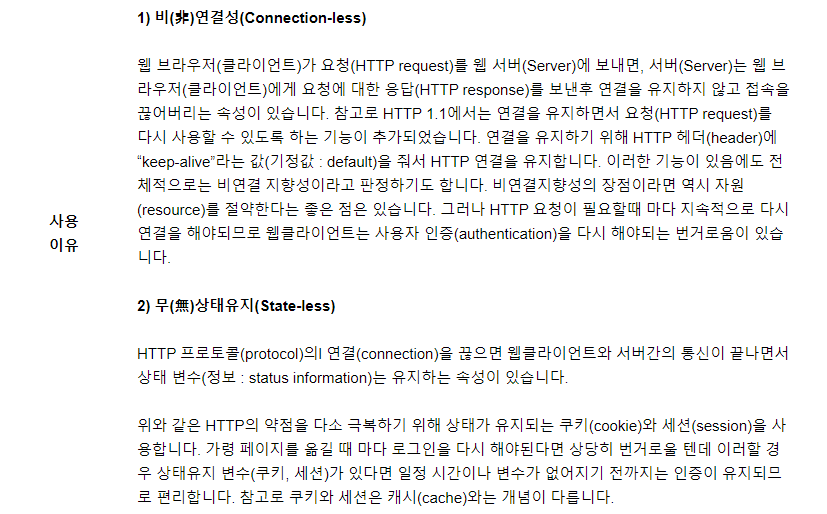 사용
이유
1) 비(非)연결성(Connection-less)
웹 브라우저(클라이언트)가 요청(HTTP request)를 웹 서버(Server)에 보내면, 서버(Server)는 웹 브
라우저(클라이언트)에게 요청에 대한 응답(HTTP response)를 보낸후 연결을 유지하지 않고 접속을
끊어버리는 속성이 있습니다. 참고로 HTTP 1.1에서는 연결을 유지하면서 요청(HTTP request)를
다시 사용할 수 있도록 하는 기능이 추가되었습니다. 연결을 유지하기 위해 HTTP 헤더(header)에
“keep-alive”라는 값(기정값 : default)을 줘서 HTTP 연결을 유지합니다. 이러한 기능이 있음에도 전
체적으로는 비연결 지향성이라고 판정하기도 합니다. 비연결지향성의 장점이라면 역시 자원
(resource)를 절약한다는 좋은 점은 있습니다. 그러나 HTTP 요청이 필요할때 마다 지속적으로 다시
연결을 해야되므로 웹클라이언트는 사용자 인증(authentication)을 다시 해야되는 번거로움이 있습
니다.
2) 무(無)상태유지(State-less)
HTTP 프로토콜(protocol)의l 연결(connection)을 끊으면 웹클라이언트와 서버간의 통신이 끝나면서
상태 변수(정보 : status information)는 유지하는 속성이 있습니다.
위와 같은 HTTP의 약점을 다소 극복하기 위해 상태가 유지되는 쿠키(cookie)와 세션(session)을 사
용합니다. 가령 페이지를 옮길 때 마다 로그인을 다시 해야된다면 상당히 번거로울 텐데 이러할 경
우 상태유지 변수(쿠키, 세션)가 있다면 일정 시간이나 변수가 없어지기 전까지는 인증이 유지되므
로 편리합니다. 참고로 쿠키와 세션은 캐시(cache)와는 개념이 다릅니다.